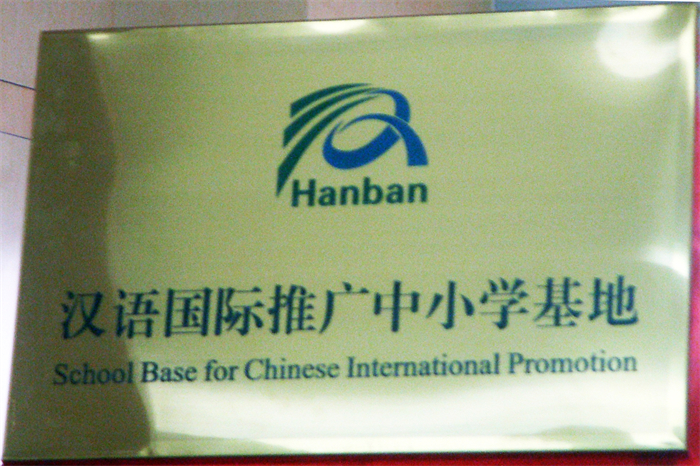 Hanban
汉语国际推广中小学基地
School Base for Chinese International Promotion